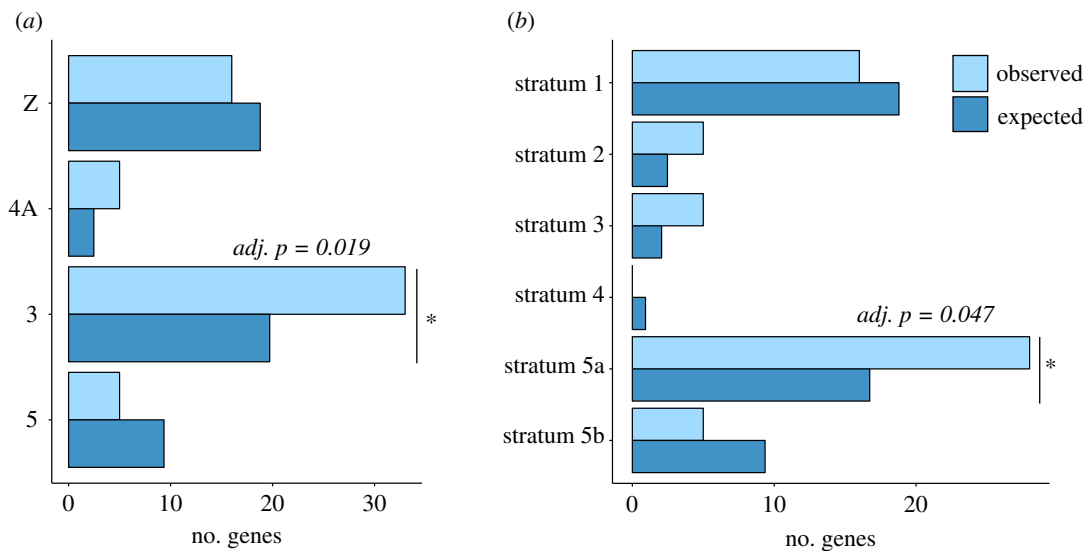 (a)
Z
4A
3
5
adj. p = 0.019
*
0 10 20 30
no. genes
(b)
stratum 1
stratum 2
stratum 3
stratum 4
stratum 5a
stratum 5b
observed
expected
adj. p = 0.047
*
0 10 20
no. genes